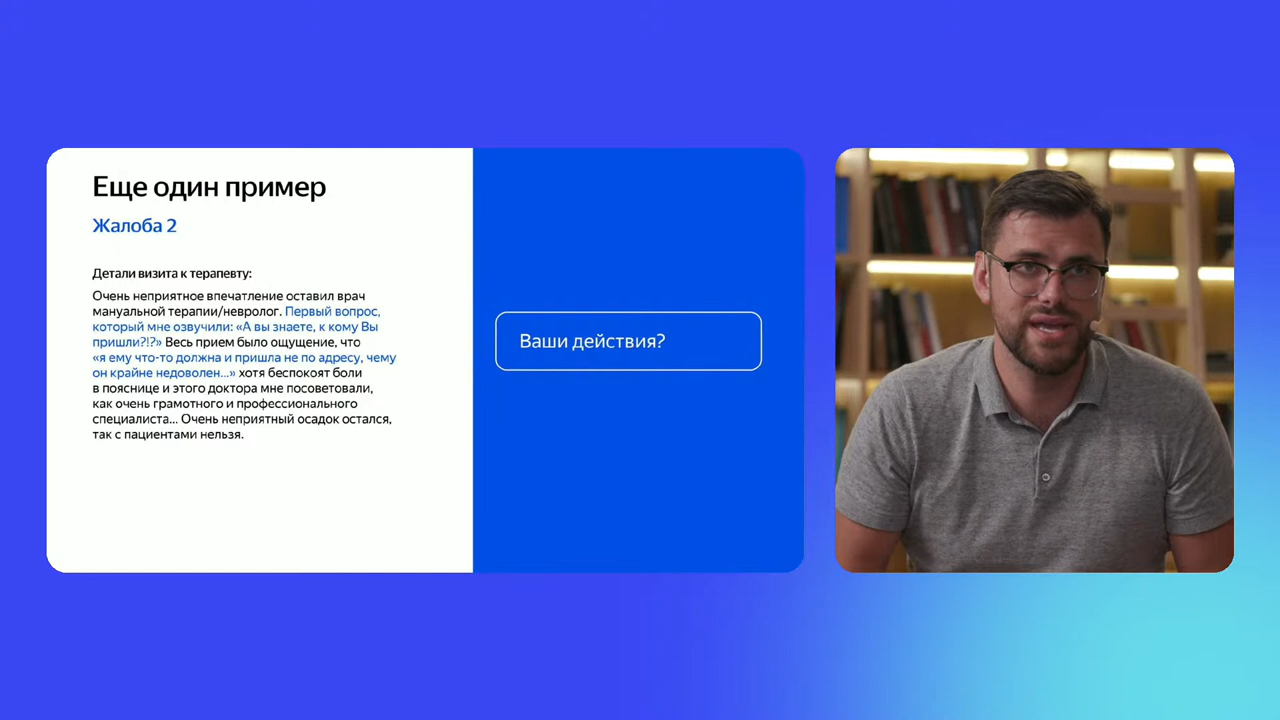 Еще один пример
Жалоба 2
Детали визита к терапевту:
Очень неприятное впечатление оставил врач
мануальной терапии/невролог. Первый вопрос,
который мне озвучили: «А вы знаете, к кому Вы
пришли?!?» Весь прием было ощущение, что
«я ему что-то должна и пришла не по адресу, чему
он крайне недоволен...» хотя беспокоят боли
в пояснице и этого доктора мне посоветовали,
как очень грамотного и профессионального
специалиста... Очень неприятный осадок остался,
так с пациентами нельзя.
Ваши действия?